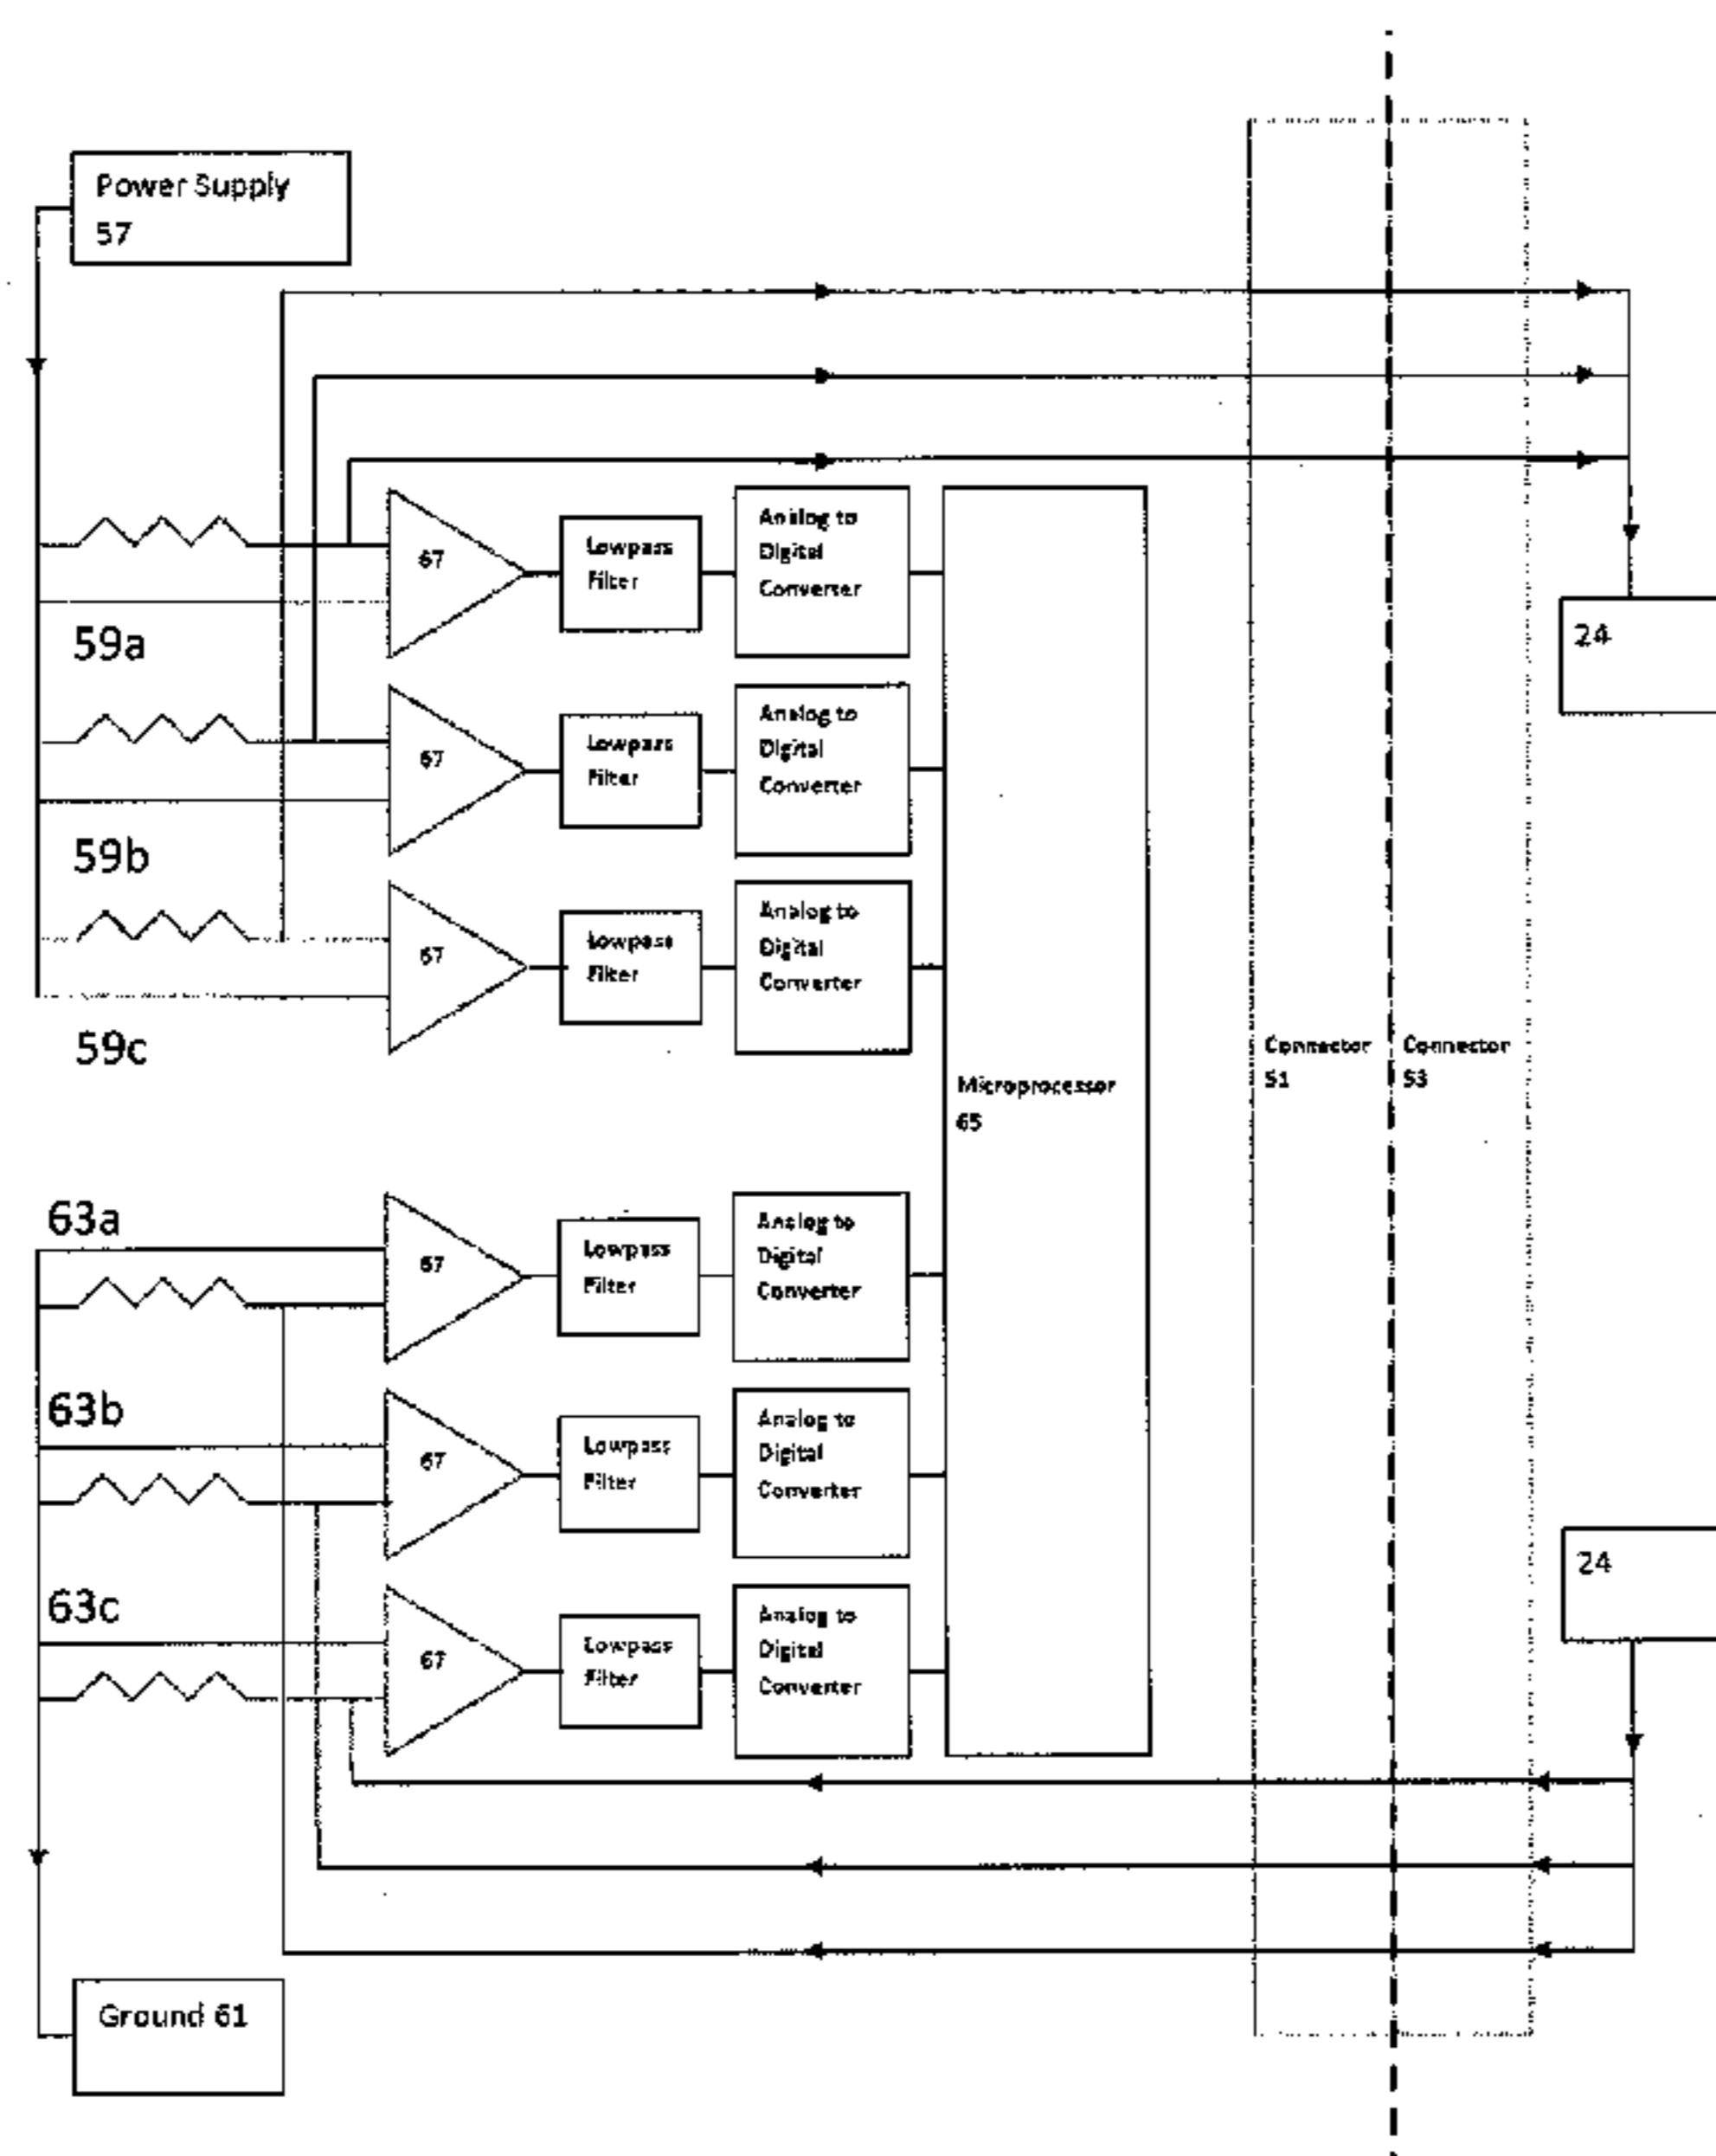 Power Supply
57
67
Lowpass
Filter
Analog to
Digital
Converter
59a
24
67
Lowpass
Filter
Analog to
Digital
Converter
59b
67
Lowpass
Filter
Analog to
Digital
Converter
59c
Connector
51
Connector
53
Microprocessor
65
63a
67
Lowpass
Filter
Analog to
Digital
Converter
63b
67
Lowpass
Filter
Analog to
Digital
Converter
24
63c
67
Lowpass
Filter
Analog to
Digital
Converter
Ground 61